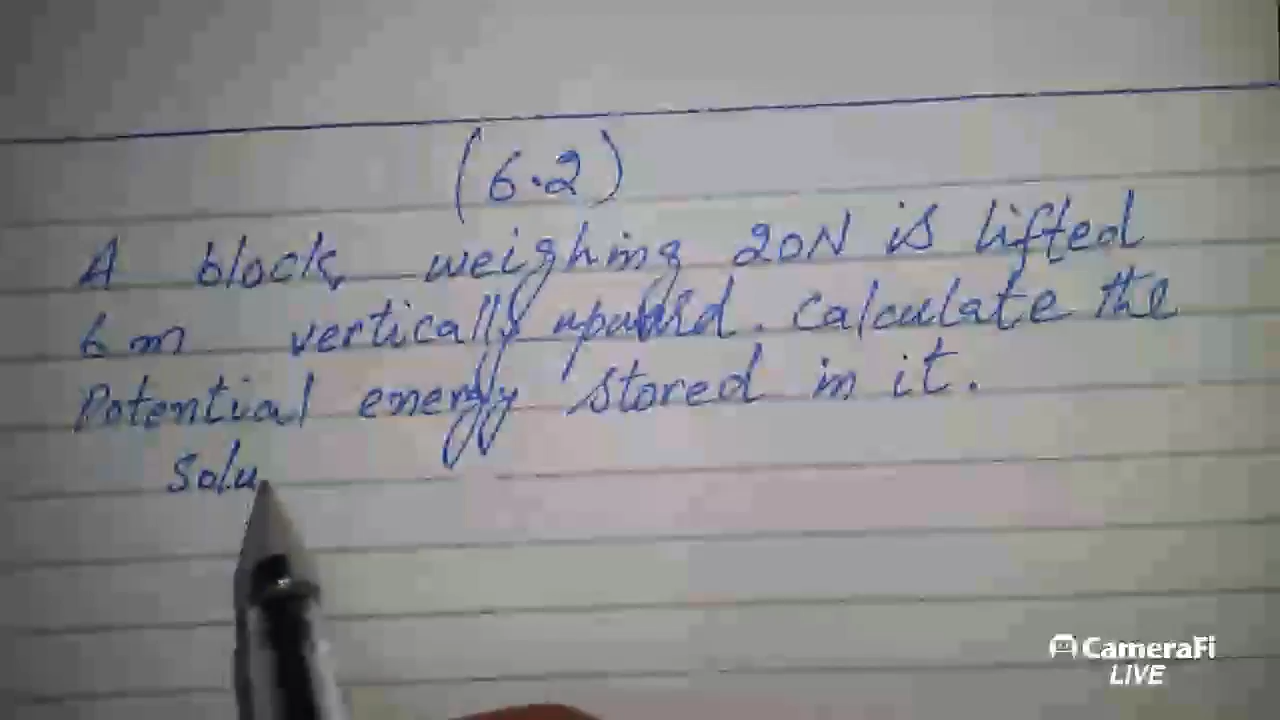 (6.2)
A block weighing 20N is lifted
6m vertically upward. Calculate the
Potential energy stored in it.
Solu
CameraFi
LIVE